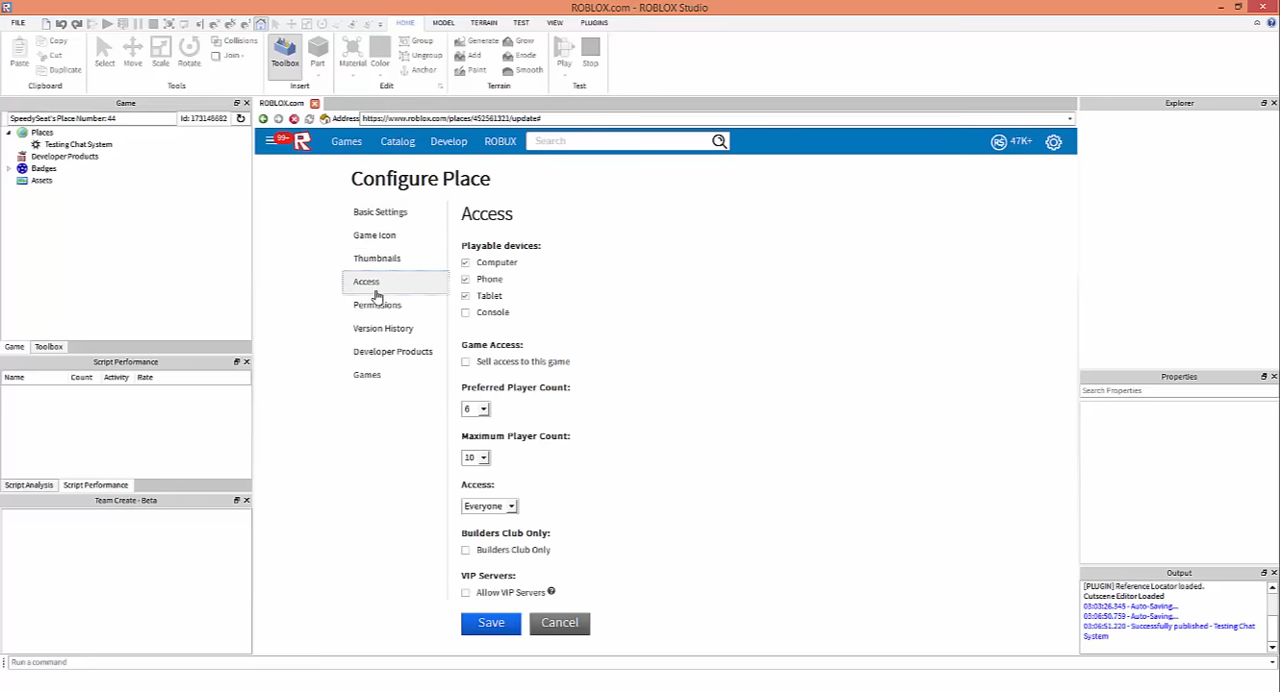 ROBLOX.com - ROBLOX Studio
FILE
HOME
MODEL
TERRAIN
TEST
VIEW
PLUGINS
Paste
Copy
Cut
Duplicate
Clipboard
Select
Move
Scale
Rotate
Collisions
Join
Tools
Toolbox
Part
Insert
Material
Color
Group
Ungroup
Anchor
Edit
Generate
Grow
Add
Erode
Paint
Smooth
Terrain
Play
Stop
Test
Game
SpeedySeat's Place Number: 44
Id: 173148682
Places
Testing Chat System
Developer Products
Badges
Assets
Game
Toolbox
Script Performance
Name
Count
Activity
Rate
Script Analysis
Script Performance
Team Create - Beta
ROBLOX.com
Address
https://www.roblox.com/places/452561323/update#
99+
Games
Catalog
Develop
ROBUX
Search
R$
47K+
Configure Place
Basic Settings
Game Icon
Thumbnails
Access
Permissions
Version History
Developer Products
Games
Access
Playable devices:
Computer
Phone
Tablet
Console
Game Access:
Sell access to this game
Preferred Player Count:
6
Maximum Player Count:
10
Access:
Everyone
Builders Club Only:
Builders Club Only
VIP Servers:
Allow VIP Servers
Save
Cancel
Explorer
Properties
Search Properties
Output
[PLUGIN] Reference Locator loaded.
Cutscene Editor Loaded
03:03:26.345 - Auto-Saving...
03:06:50.759 - Auto-Saving...
03:06:51.220 - Successfully published - Testing Chat
System
Run a command